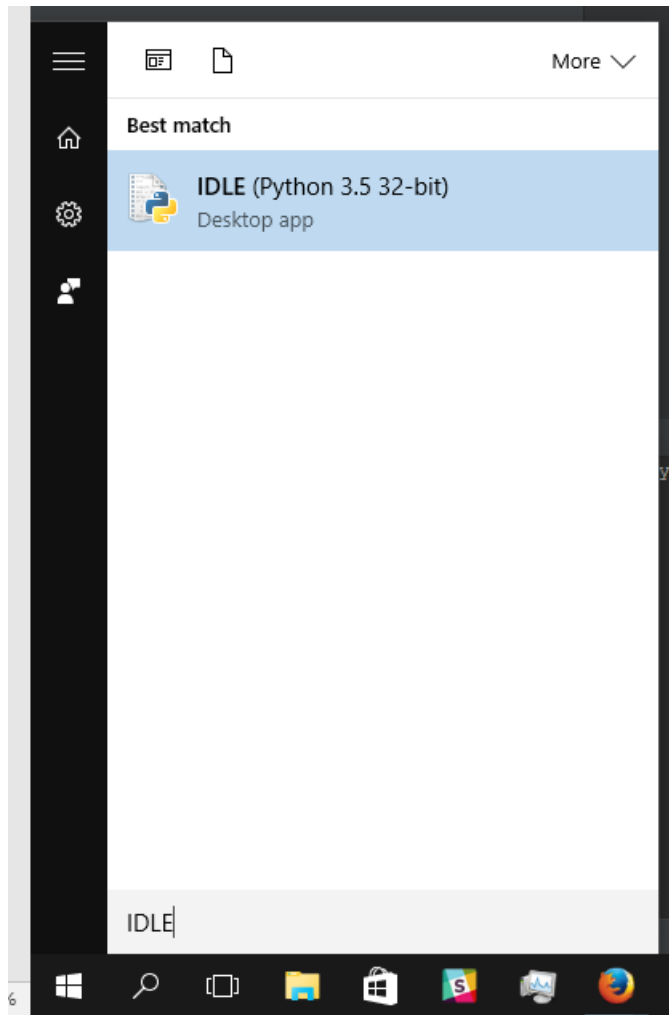 More
Best match
IDLE (Python 3.5 32-bit)
Desktop app
y
IDLE
S
%